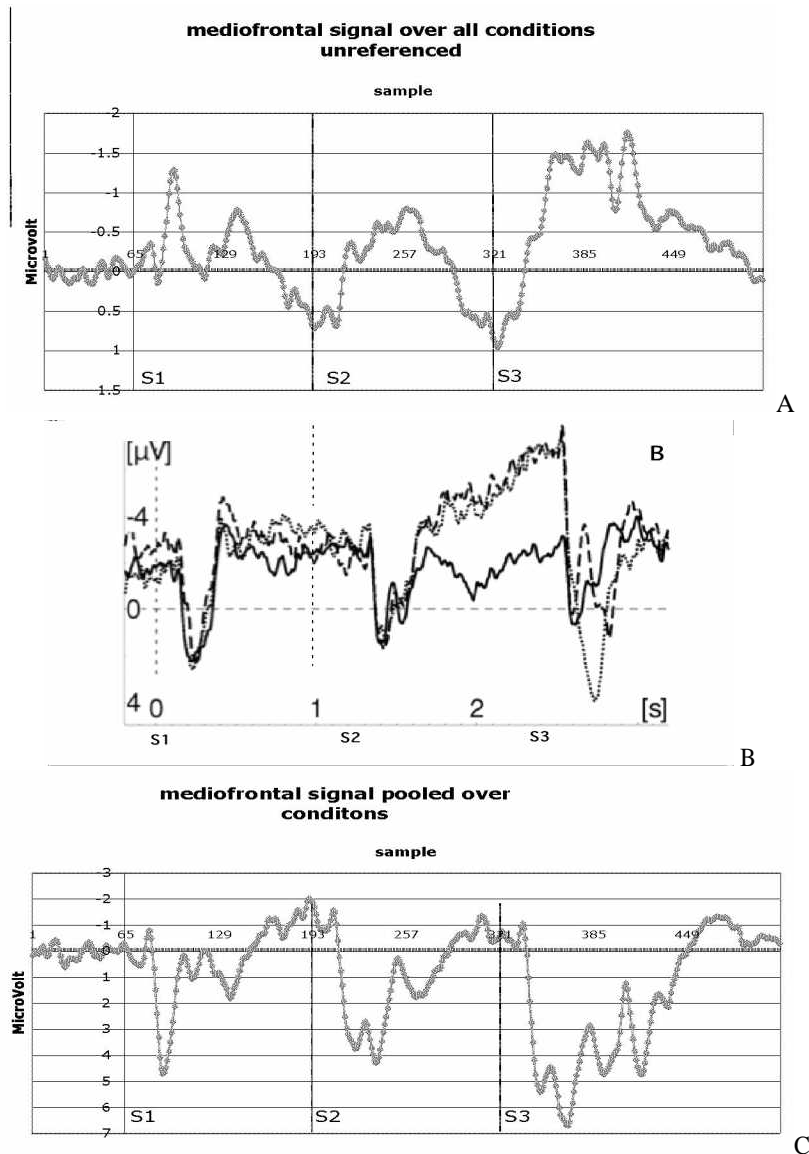 mediofrontal signal over all conditions
unreferenced
sample
-2
-1.5
-1
-0.5
1 65 129 193 257 321 385 449
0
0.5
1
1.5
Microvolt
S1 S2 S3
A
[µV] B
-4
0
4 0 1 2 [s]
S1 S2 S3
B
mediofrontal signal pooled over
conditons
sample
-3
-2
-1
1 65 129 193 257 321 385 449
0
1
2
3
4
5
6
7
MicroVolt
S1 S2 S3
C